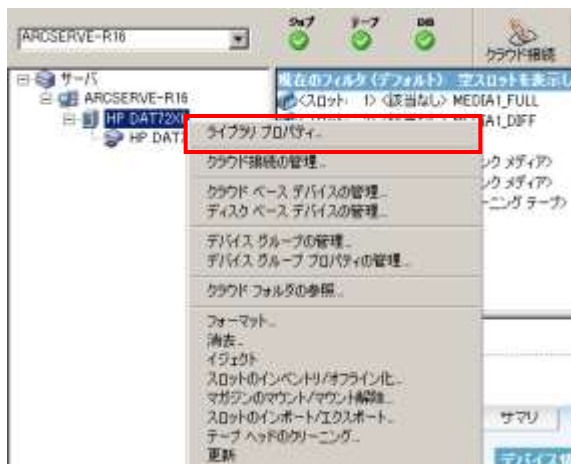 ARCSERVE-R16
ジョブ テープ DB
クラウド接続
サーバ
ARCSERVE-R16
HP DAT72X6
HP DAT7
現在のフィルタ (デフォルト) 空スロットを表示し
<スロット: 1> <該当なし> MEDIA1_FULL
MEDIA1_DIFF
ライブラリ プロパティ...
クラウド接続の管理...
クラウド ベース デバイスの管理...
ディスク ベース デバイスの管理...
デバイス グループの管理...
デバイス グループ プロパティの管理...
クラウド フォルダの参照...
フォーマット...
消去...
イジェクト
スロットのインベントリ/オフライン化...
マガジンのマウント/マウント解除...
スロットのインポート/エクスポート...
テープ ヘッドのクリーニング...
更新
ンク メディア>
ンク メディア>
ーニング テープ>
サマリ
デバイス情